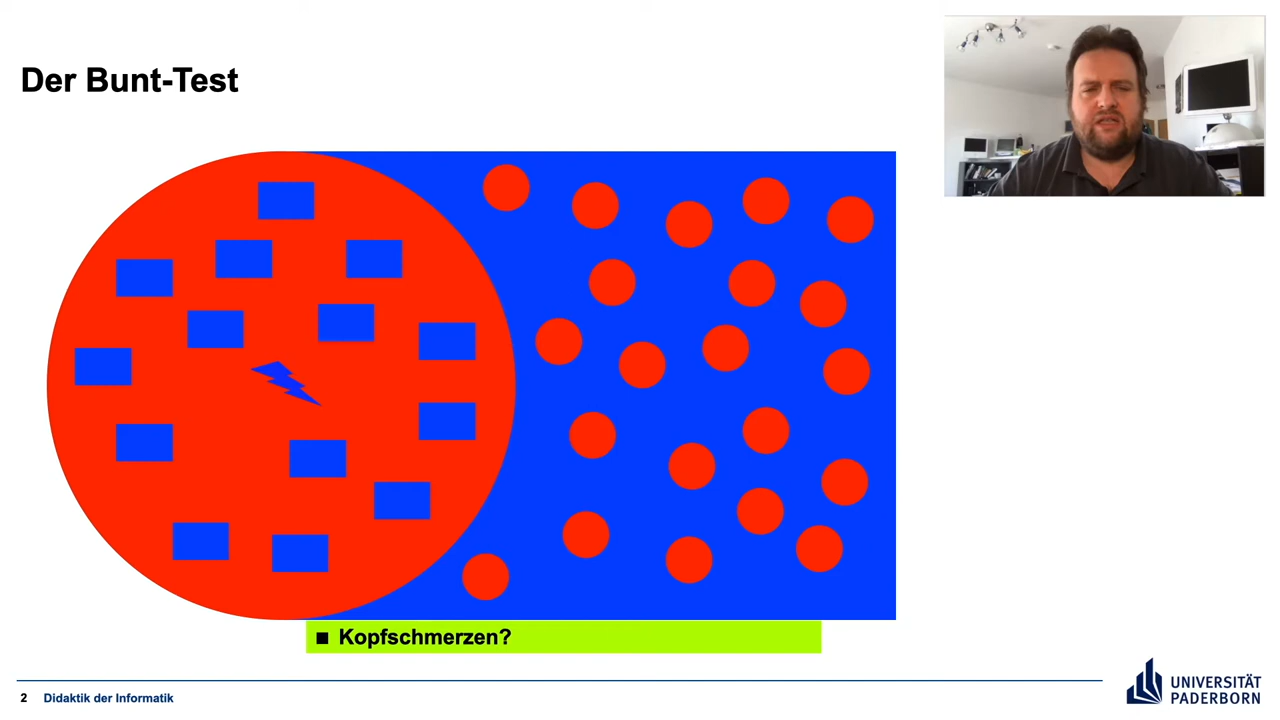 Der Bunt-Test
■ Kopfschmerzen?
2 Didaktik der Informatik
UNIVERSITÄT
PADERBORN